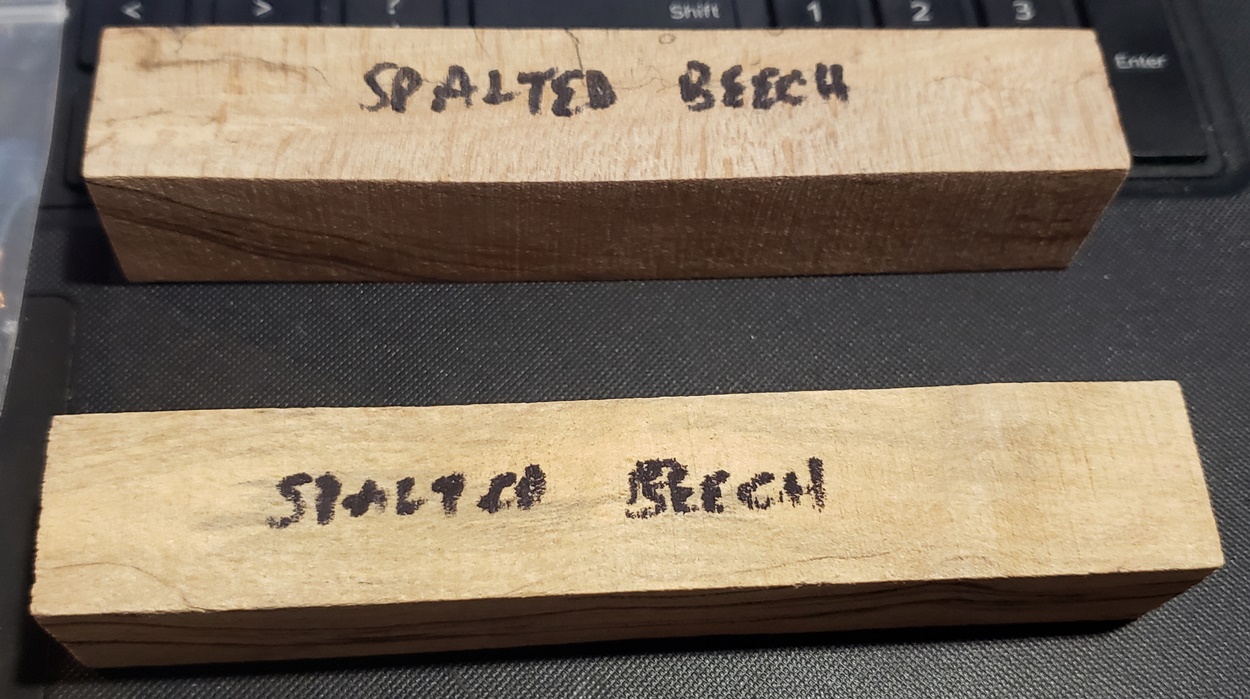 < > ? Shift 1 2 3
Enter
SPALTED BEECH
SPALTED BEECH